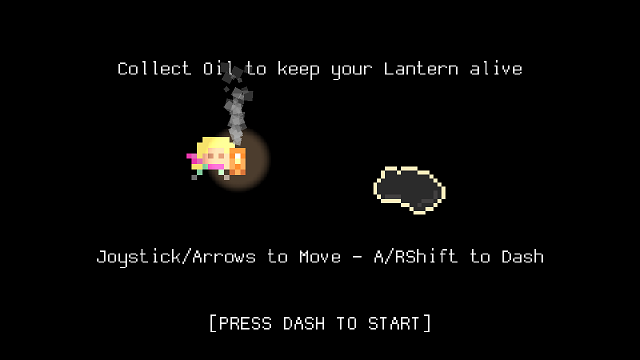 Collect Oil to keep your Lantern alive
Joystick/Arrows to Move - A/RShift to Dash
[PRESS DASH TO START]